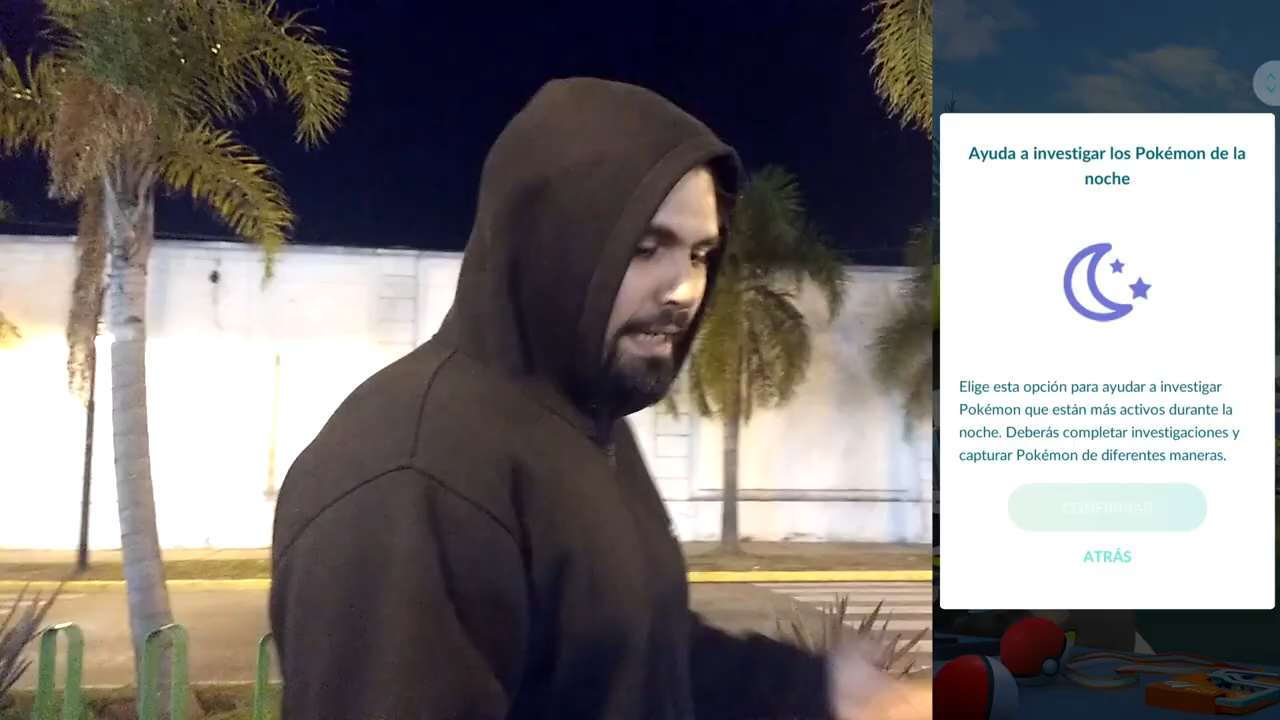 Ayuda a investigar los Pokémon de la
noche
Elige esta opción para ayudar a investigar
Pokémon que están más activos durante la
noche. Deberás completar investigaciones y
capturar Pokémon de diferentes maneras.
CONFIRMAR
ATRÁS